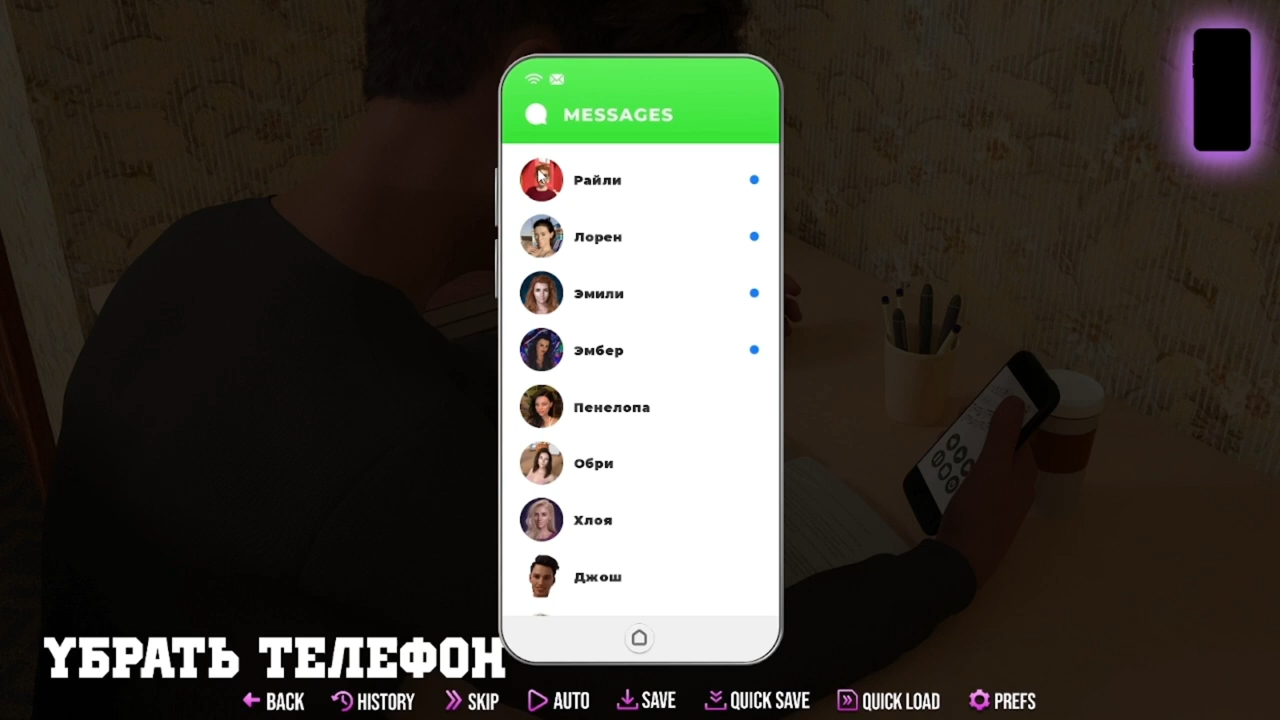 MESSAGES
Райли
Лорен
Эмили
Эмбер
Пенелопа
Обри
Хлоя
Джош
УБРАТЬ ТЕЛЕФОН
BACK HISTORY SKIP AUTO SAVE QUICK SAVE QUICK LOAD PREFS